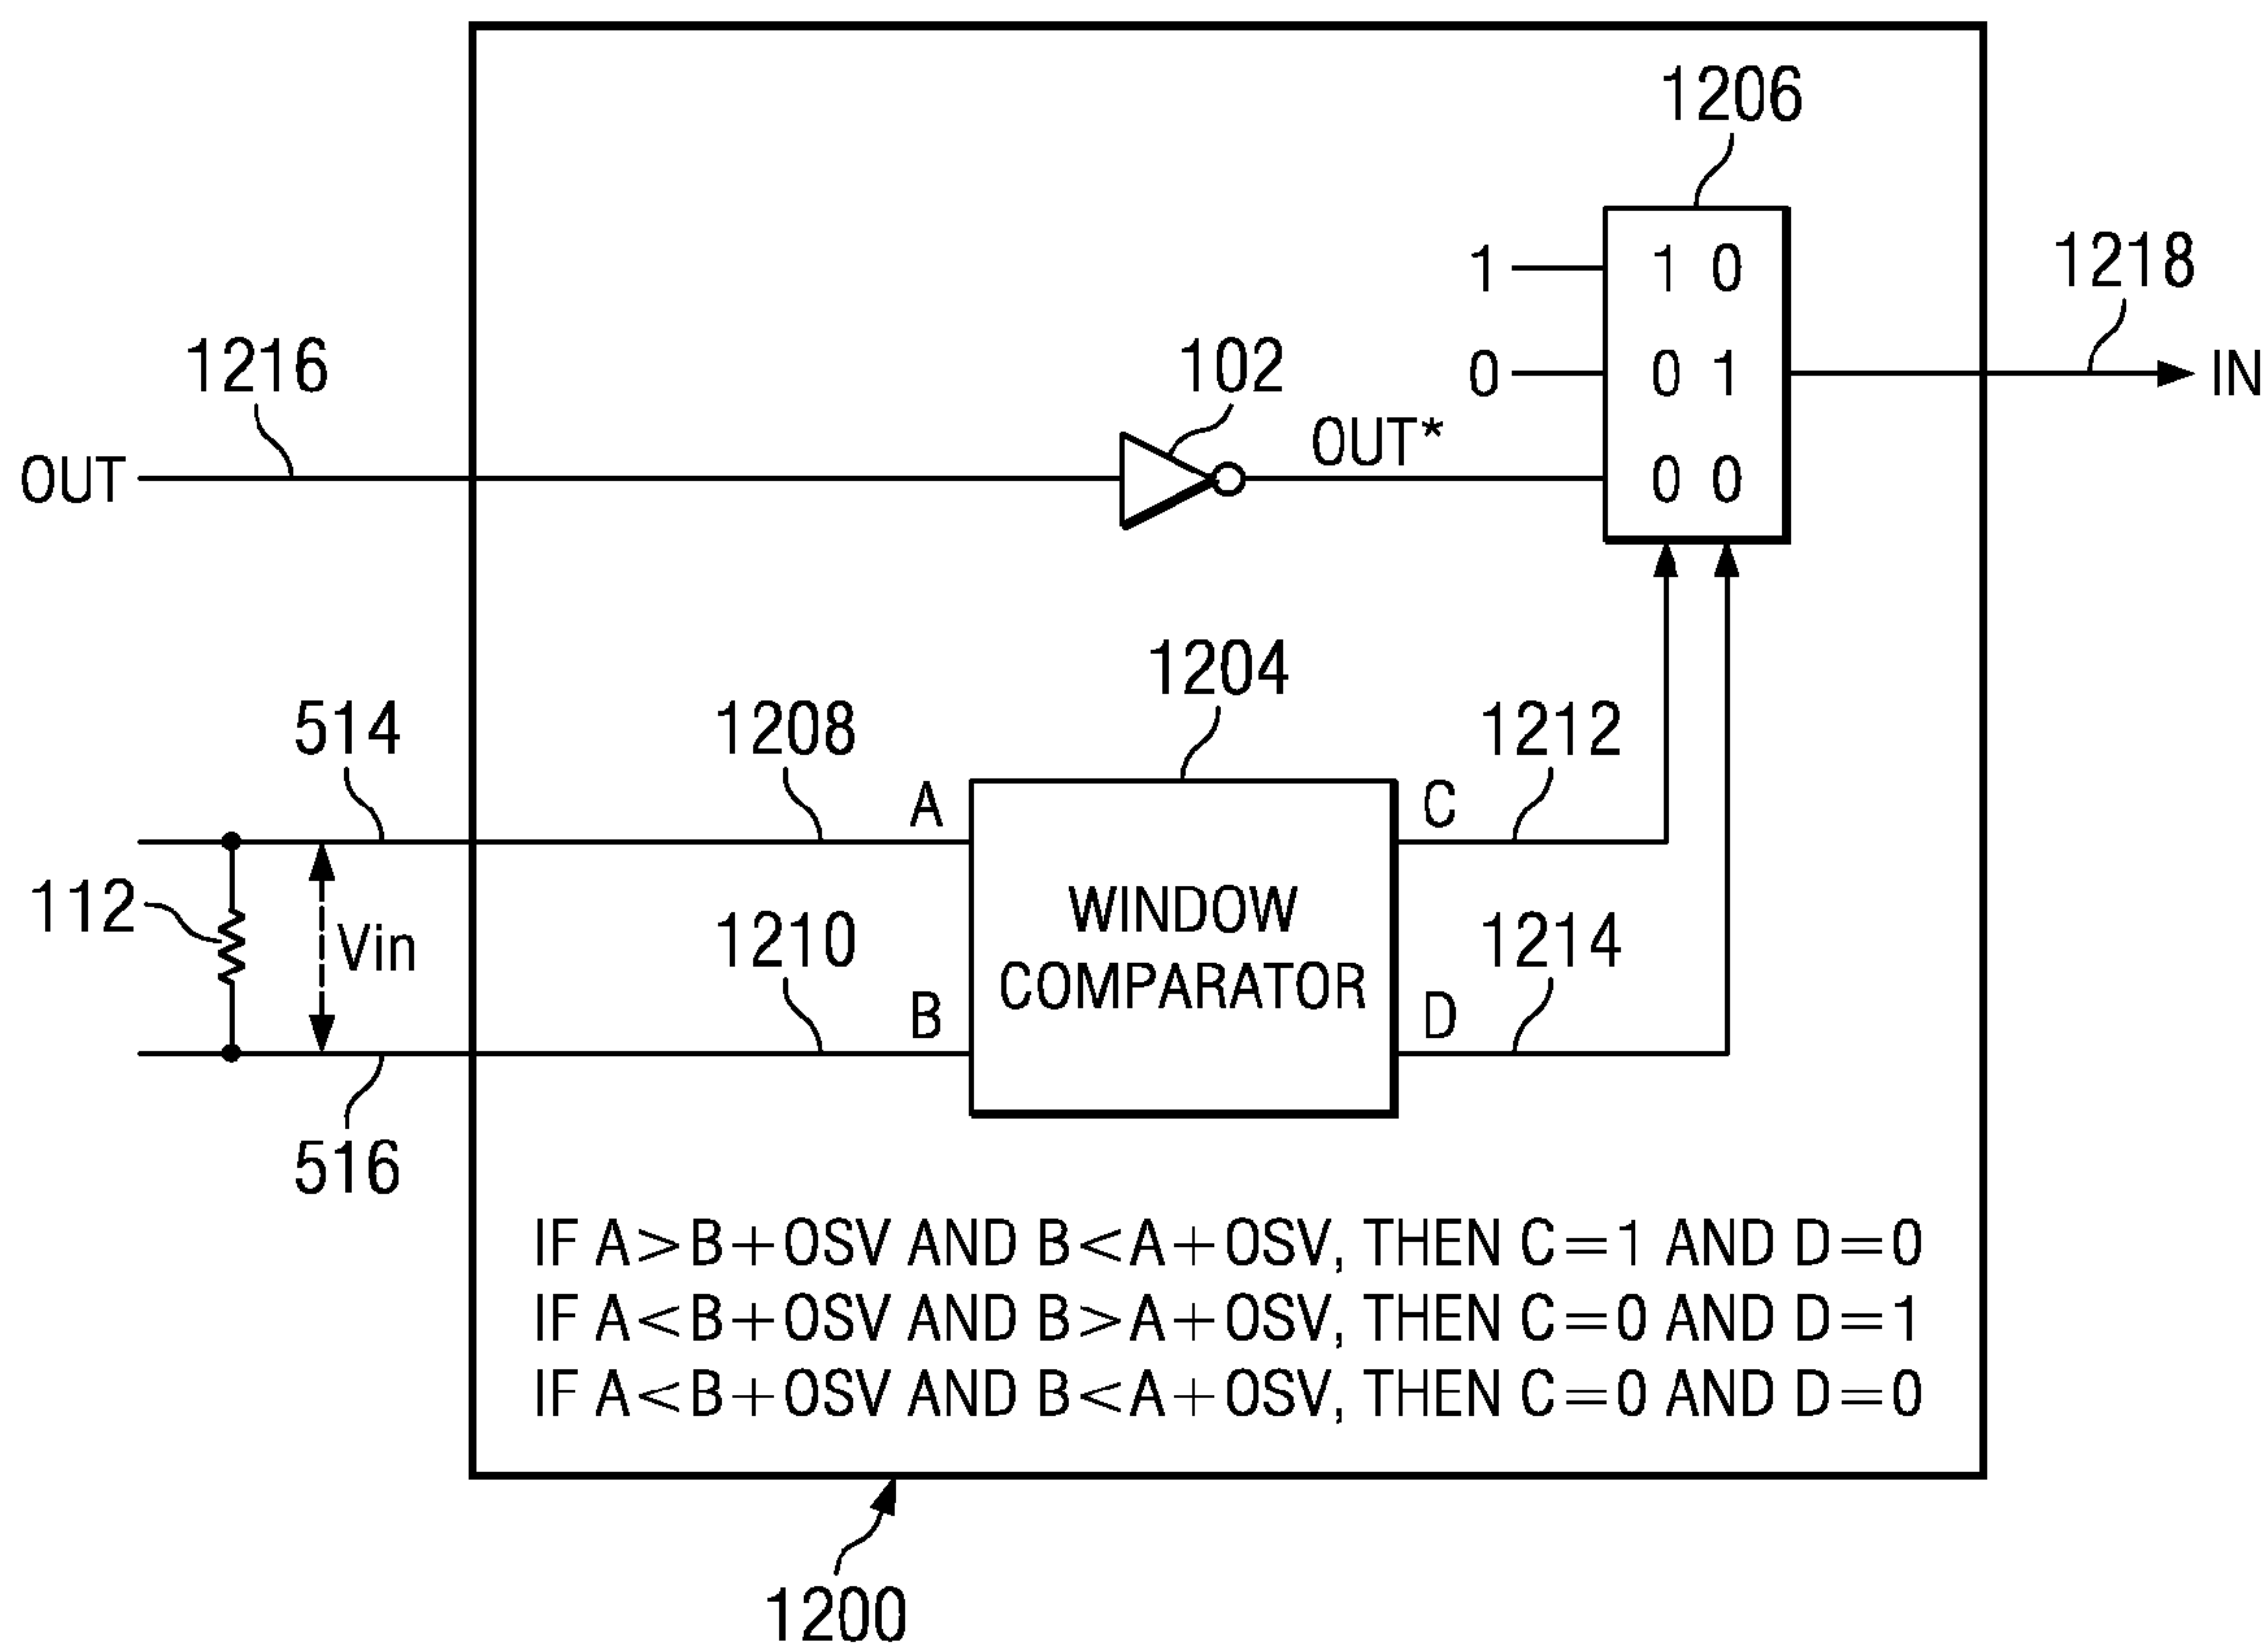 1206
1
1 0
1218
1216
102
0
0 1
IN
OUT*
OUT
0 0
1204
514
1208
1212
A
C
112
Vin
1210
WINDOW
COMPARATOR
1214
B
D
516
IF A>B+OSV AND B<A+OSV, THEN C=1 AND D=0
IF A<B+OSV AND B>A+OSV, THEN C=0 AND D=1
IF A<B+OSV AND B<A+OSV, THEN C=0 AND D=0
1200